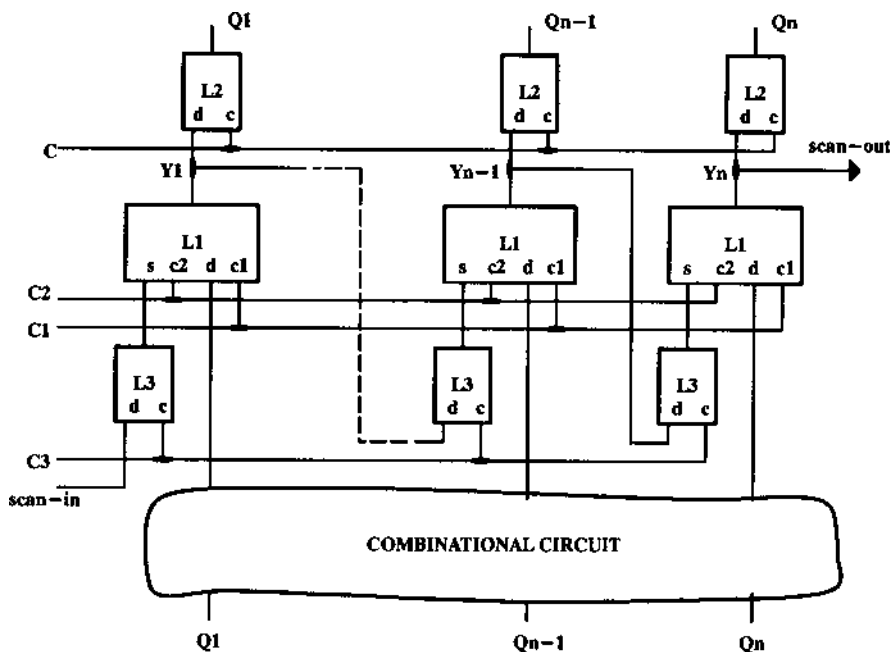 Q1 Qn-1 Qn
L2 L2 L2
d c d c d c
C scan-out
Y1 Yn-1 Yn
L1 L1 L1
s c2 d c1 s c2 d c1 s c2 d c1
C2
C1
L3 L3 L3
d c d c d c
C3
scan-in
COMBINATIONAL CIRCUIT
Q1 Qn-1 Qn